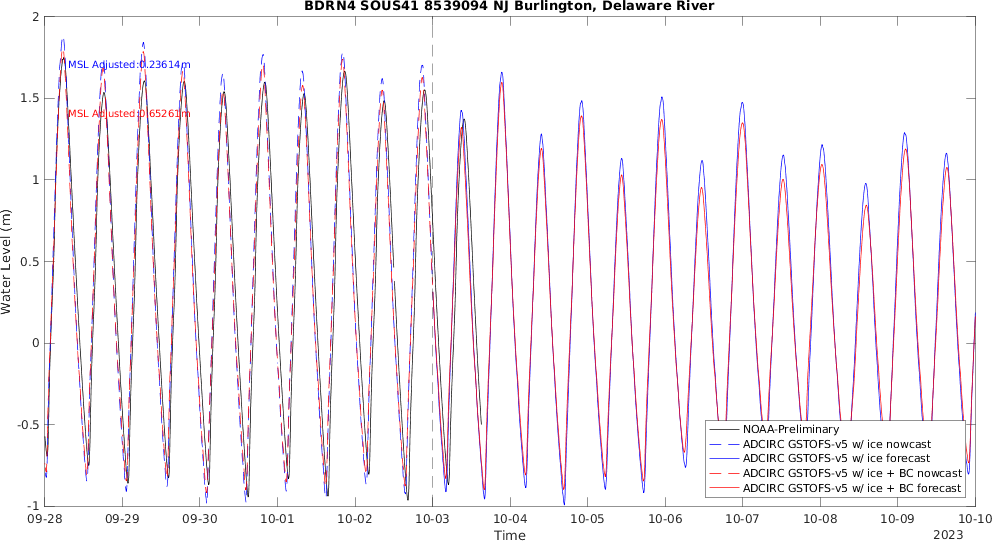 BDRN4 SOUS41 8539094 NJ Burlington, Delaware River
2
MSL Adjusted:0.23614m
1.5
MSL Adjusted:0.65261m
1
Water Level (m)
0.5
0
-0.5
-1
NOAA-Preliminary
ADCIRC GSTOFS-v5 w/ ice nowcast
ADCIRC GSTOFS-v5 w/ ice forecast
ADCIRC GSTOFS-v5 w/ ice + BC nowcast
ADCIRC GSTOFS-v5 w/ ice + BC forecast
09-28 09-29 09-30 10-01 10-02 10-03 10-04 10-05 10-06 10-07 10-08 10-09 10-10
Time
2023